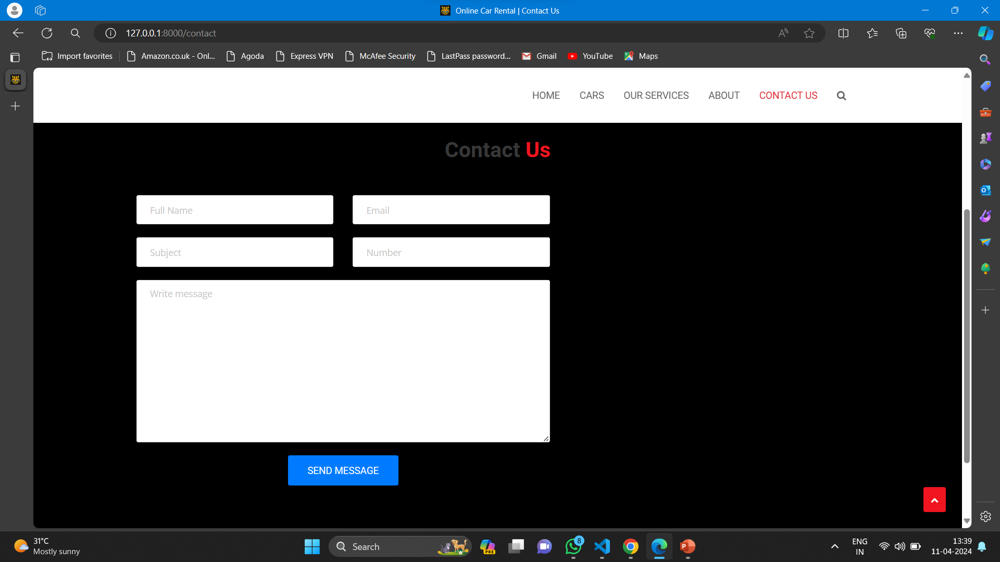 Online Car Rental | Contact Us
127.0.0.1:8000/contact
Import favorites
Amazon.co.uk - Onl...
Agoda
Express VPN
McAfee Security
LastPass password...
Gmail
YouTube
Maps
HOME
CARS
OUR SERVICES
ABOUT
CONTACT US
Contact Us
Full Name
Email
Subject
Number
Write message
SEND MESSAGE
31°C
Mostly sunny
Search
PRE
8
ENG
IN
13:39
11-04-2024